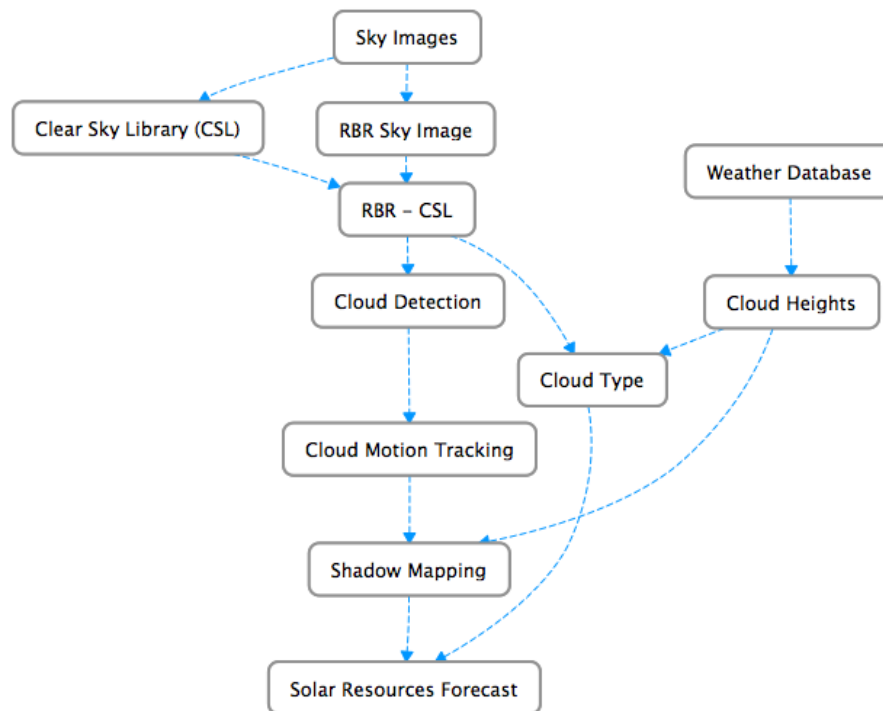 Sky Images
Clear Sky Library (CSL)
RBR Sky Image
Weather Database
RBR – CSL
Cloud Detection
Cloud Heights
Cloud Type
Cloud Motion Tracking
Shadow Mapping
Solar Resources Forecast